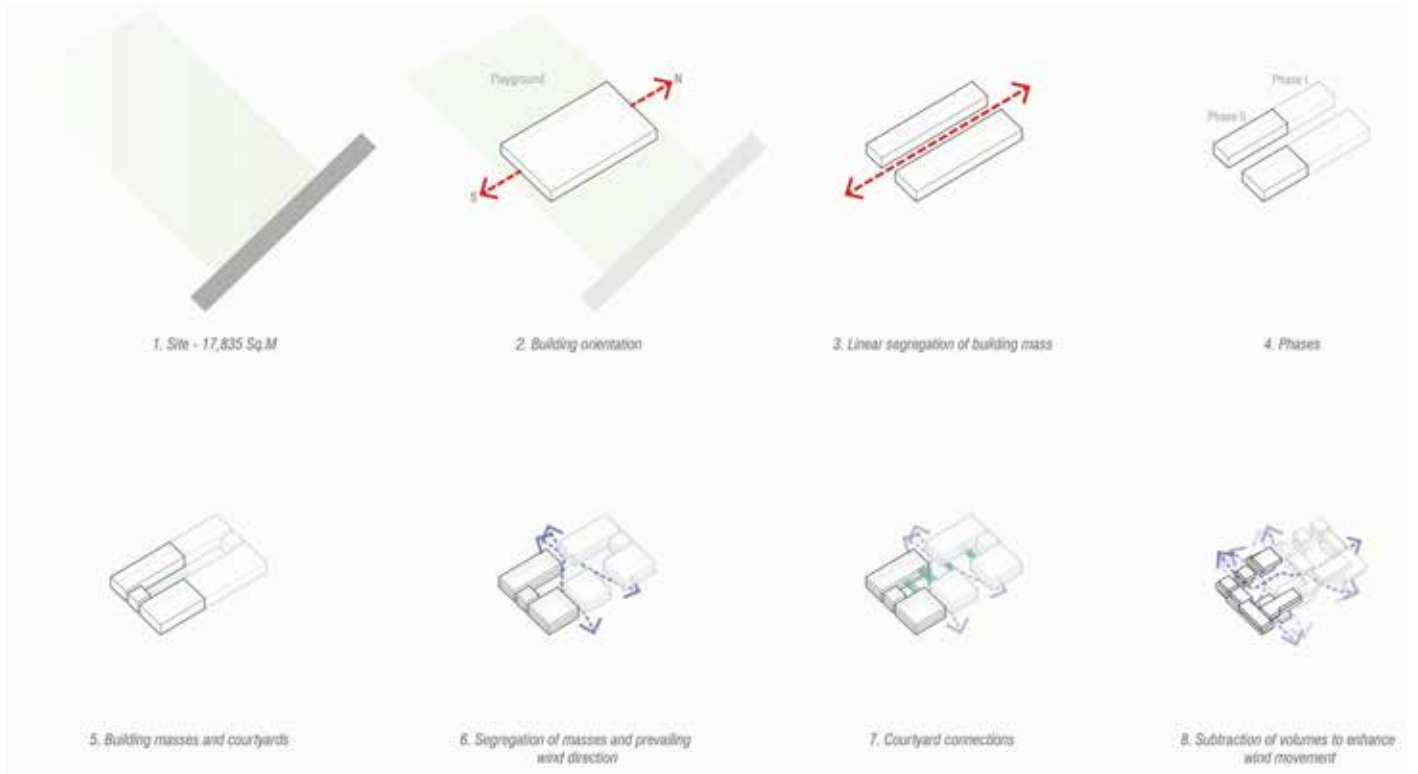 Playground
N
S
Phase I
Phase II
1. Site - 17,835 Sq.M
2. Building orientation
3. Linear segregation of building mass
4. Phases
5. Building masses and courtyards
6. Segregation of masses and prevailing
wind direction
7. Courtyard connections
8. Subtraction of volumes to enhance
wind movement